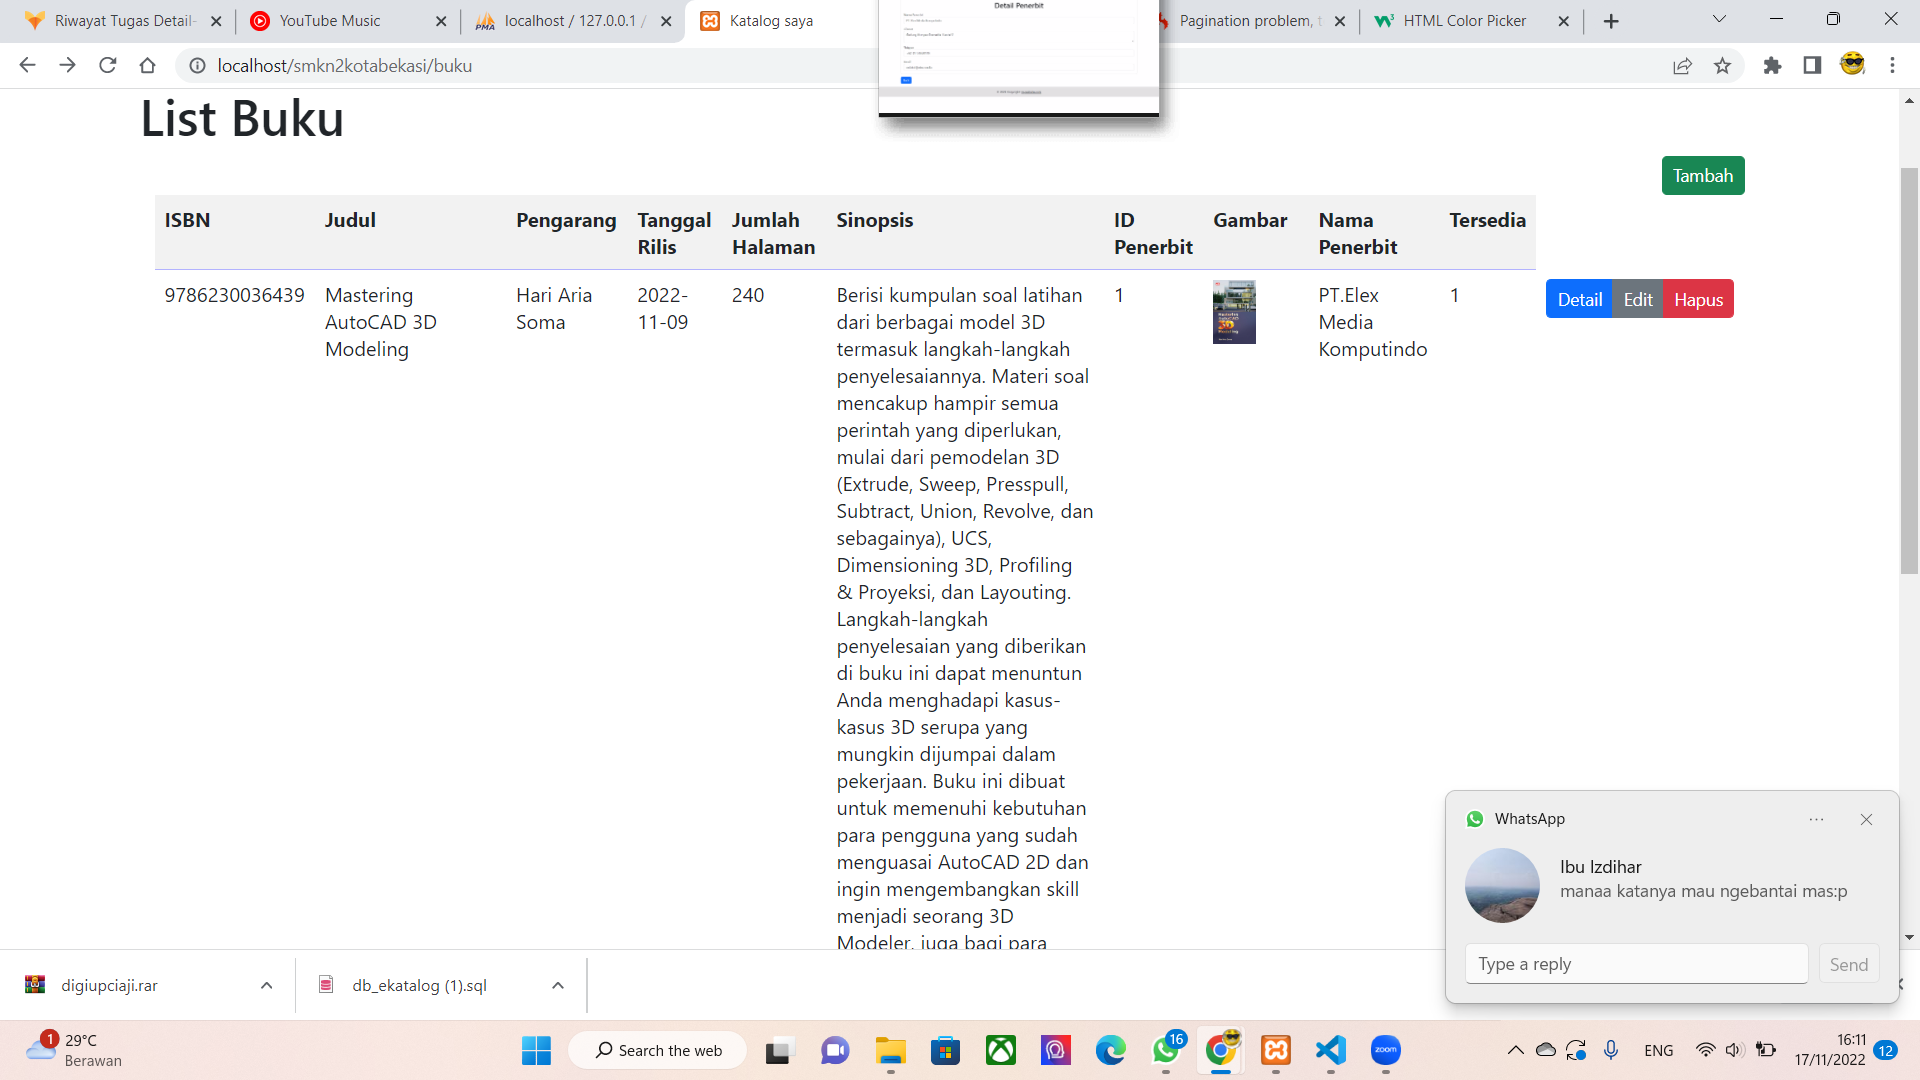 Riwayat Tugas Detail-
YouTube Music
localhost / 127.0.0.1 /
Katalog saya
Pagination problem, t
HTML Color Picker
localhost/smkn2kotabekasi/buku
Detail Penerbit
List Buku
Tambah
ISBN
Judul
Pengarang
Tanggal
Rilis
Jumlah
Halaman
Sinopsis
ID
Penerbit
Gambar
Nama
Penerbit
Tersedia
9786230036439
Mastering
AutoCAD 3D
Modeling
Hari Aria
Soma
2022-
11-09
240
Berisi kumpulan soal latihan
dari berbagai model 3D
termasuk langkah-langkah
penyelesaiannya. Materi soal
mencakup hampir semua
perintah yang diperlukan,
mulai dari pemodelan 3D
(Extrude, Sweep, Presspull,
Subtract, Union, Revolve, dan
sebagainya), UCS,
Dimensioning 3D, Profiling
& Proyeksi, dan Layouting.
Langkah-langkah
penyelesaian yang diberikan
di buku ini dapat menuntun
Anda menghadapi kasus-
kasus 3D serupa yang
mungkin dijumpai dalam
pekerjaan. Buku ini dibuat
untuk memenuhi kebutuhan
para pengguna yang sudah
menguasai AutoCAD 2D dan
ingin mengembangkan skill
menjadi seorang 3D
Modeler, juga bagi para
1
PT.Elex
Media
Komputindo
1
Detail
Edit
Hapus
WhatsApp
Ibu Izdihar
manaa katanya mau ngebantai mas:p
Type a reply
Send
digiupciaji.rar
db_ekatalog (1).sql
1
29°C
Berawan
Search the web
16
zoom
ENG
16:11
17/11/2022
12